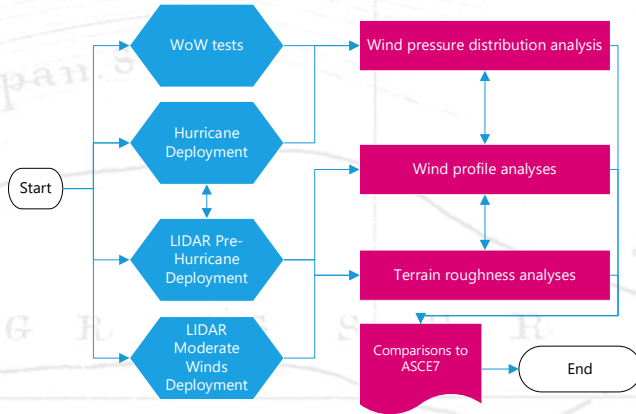 pan.s
WoW tests
Wind pressure distribution analysis
Hurricane
Deployment
Start
Wind profile analyses
LIDAR Pre-
Hurricane
Deployment
Terrain roughness analyses
G R S E R
LIDAR
Moderate
Winds
Deployment
Comparisons to
ASCE7
End